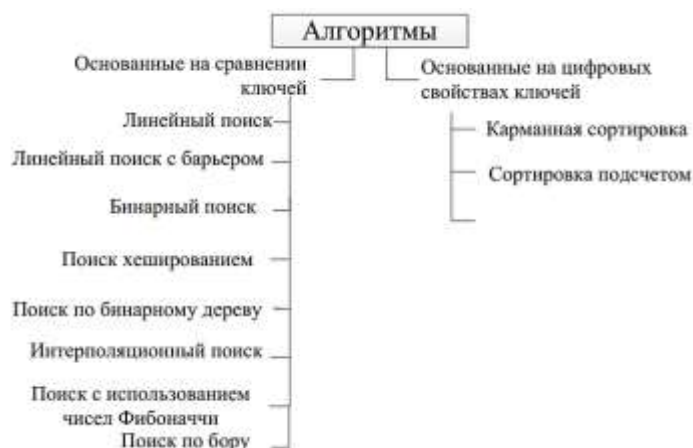 Алгоритмы
Основанные на сравнении
ключей
Линейный поиск
Линейный поиск с барьером
Бинарный поиск
Поиск хешированием
Поиск по бинарному дереву
Интерполяционный поиск
Поиск с использованием
чисел Фибоначчи
Поиск по бору
Основанные на цифровых
свойствах ключей
Карманная сортировка
Сортировка подсчетом